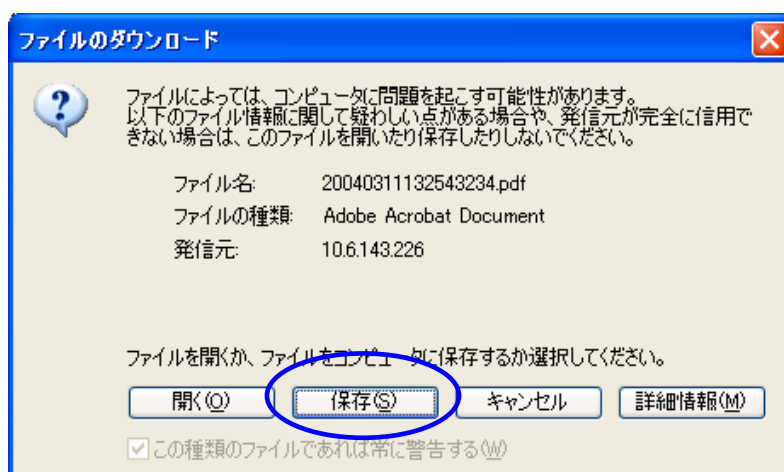 ファイルのダウンロード
ファイルによっては、コンピュータに問題を起こす可能性があります。
以下のファイル情報に関して疑わしい点がある場合や、発信元が完全に信用で
きない場合は、このファイルを開いたり保存したりしないでください。
ファイル名: 20040311132543234.pdf
ファイルの種類: Adobe Acrobat Document
発信元: 10.6.143.226
ファイルを開くか、ファイルをコンピュータに保存するか選択してください。
開く(O) 保存(S) キャンセル 詳細情報(M)
この種類のファイルであれば常に警告する(W)